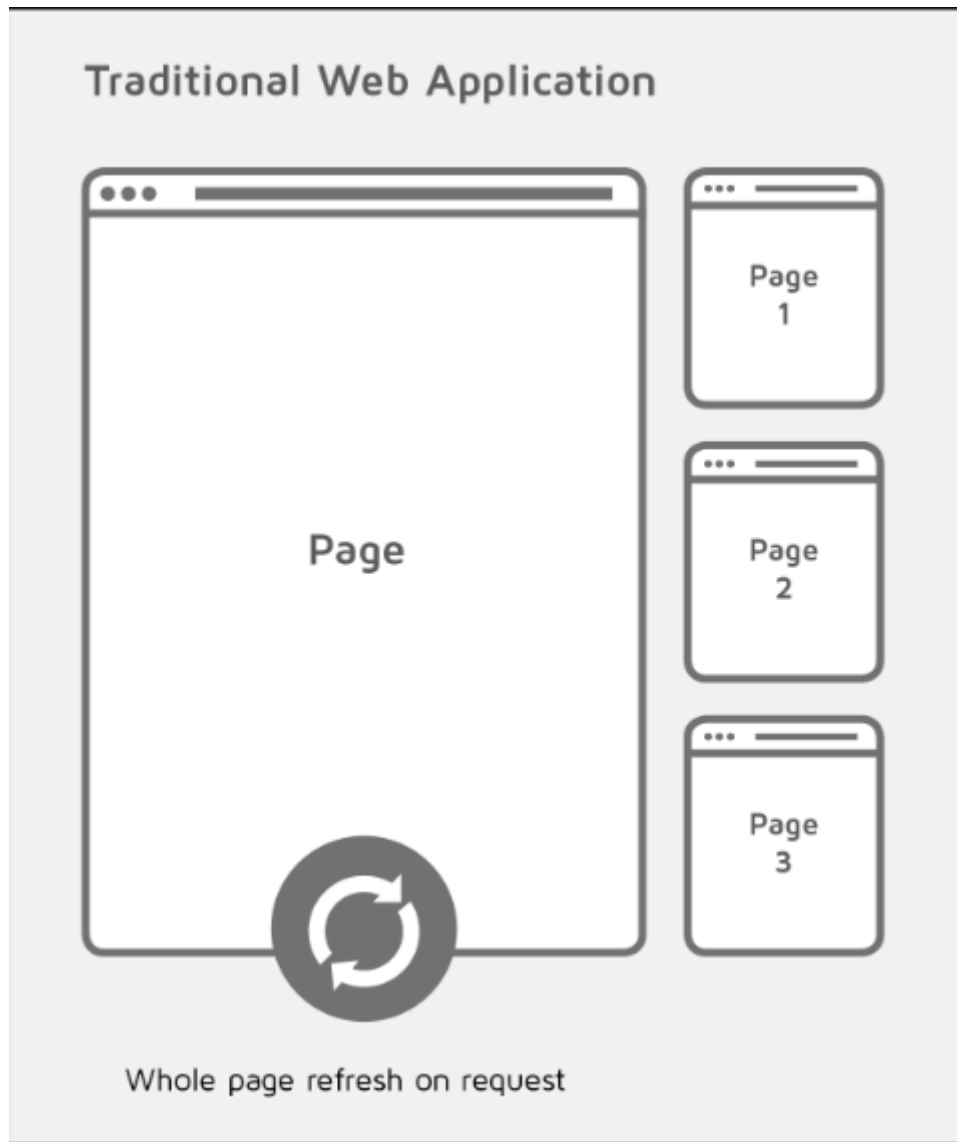 Traditional Web Application
Page
Page
1
Page
2
Page
3
Whole page refresh on request